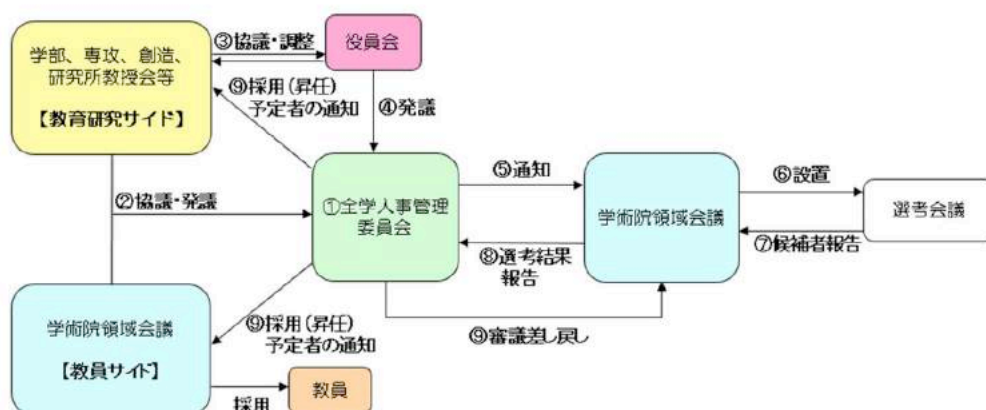 学部、専攻、創造、
研究所教授会等
【教育研究サイド】
③協議・調整
役員会
⑨採用(昇任)
予定者の通知
④発議
②協議・発議
①全学人事管理
委員会
⑤通知
学術院領域会議
⑥設置
選考会議
⑦候補者報告
⑧選考結果
報告
学術院領域会議
【教員サイド】
⑨採用(昇任)
予定者の通知
⑨審議差し戻し
採用
教員